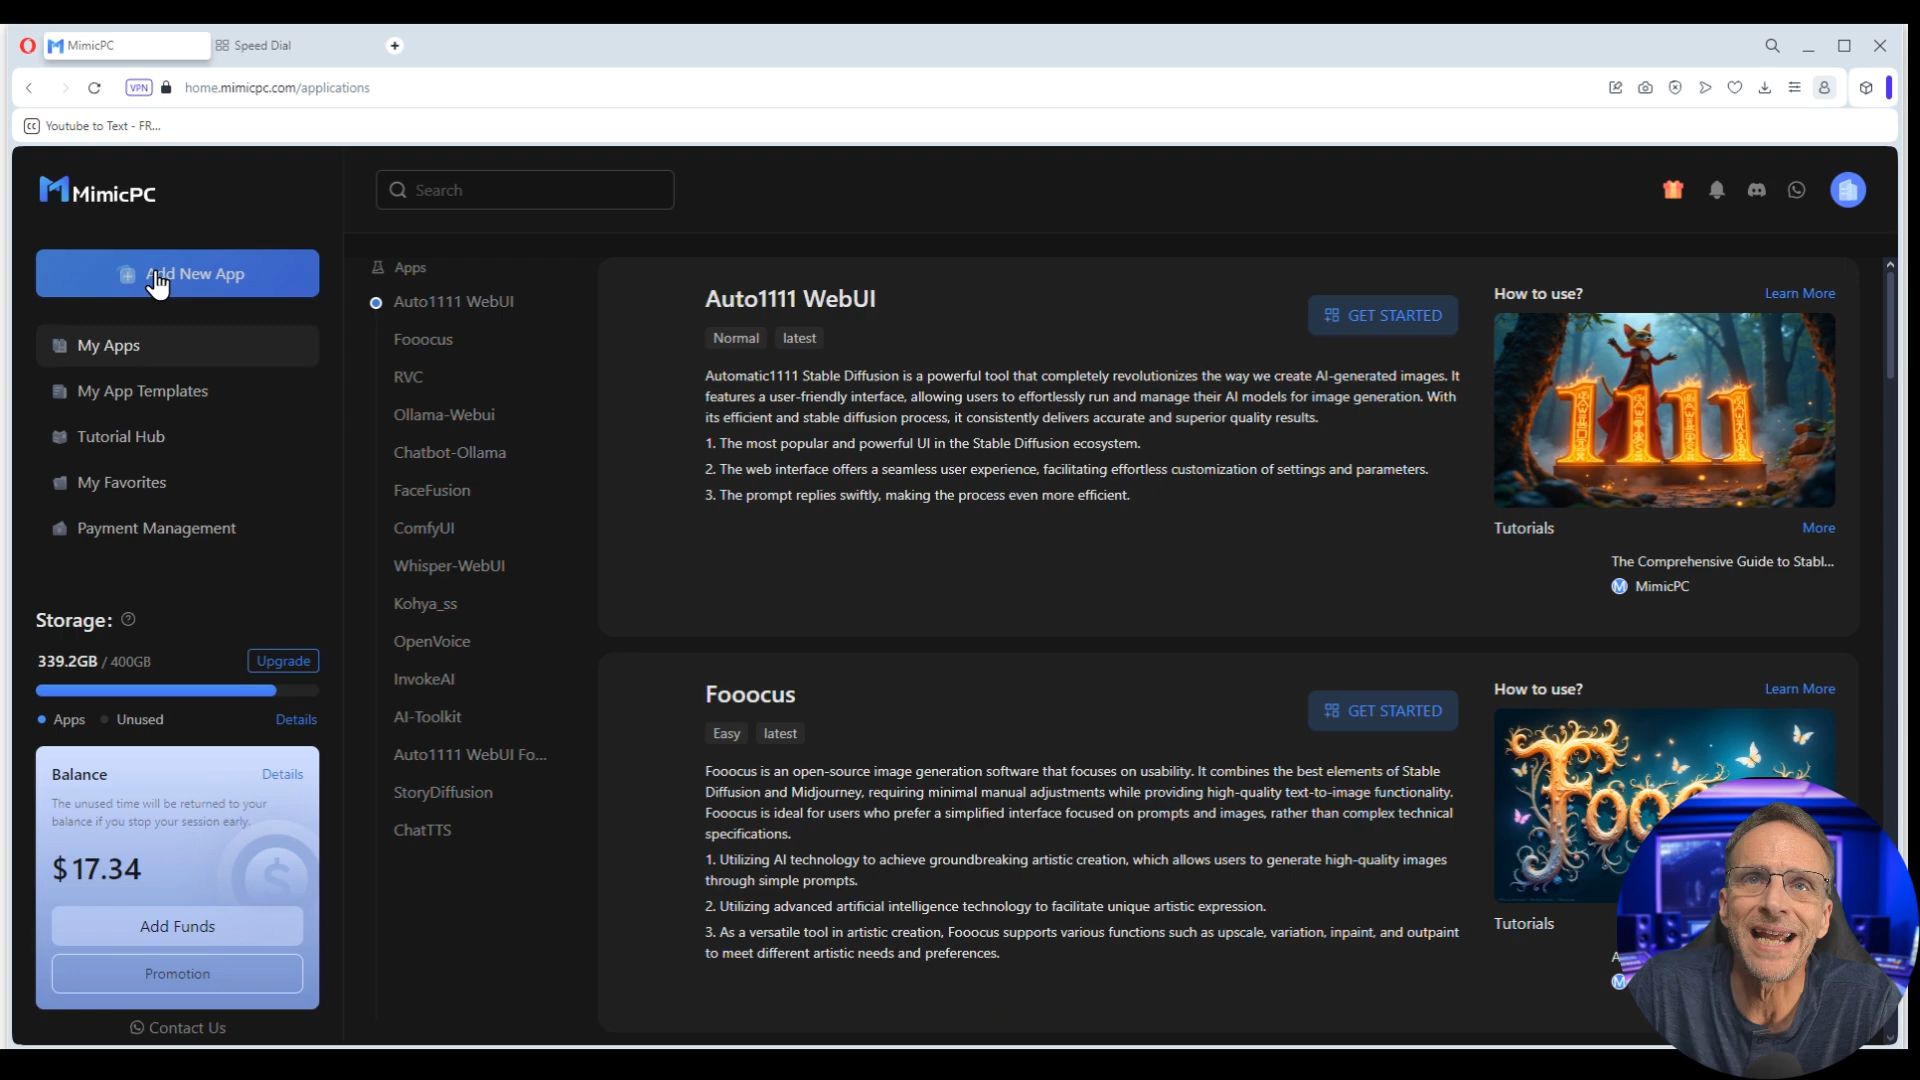 MimicPC
Speed Dial
VPN
home.mimicpc.com/applications
Youtube to Text - FR...
MimicPC
Search
Add New App
My Apps
My App Templates
Tutorial Hub
My Favorites
Payment Management
Storage:
339.2GB / 400GB
Upgrade
Apps
Unused
Details
Balance
Details
The unused time will be returned to your
balance if you stop your session early.
$17.34
Add Funds
Promotion
Contact Us
Apps
Auto1111 WebUI
Fooocus
RVC
Ollama-Webui
Chatbot-Ollama
FaceFusion
ComfyUI
Whisper-WebUI
Kohya_ss
OpenVoice
InvokeAI
AI-Toolkit
Auto1111 WebUI Fo...
StoryDiffusion
ChatTTS
Auto1111 WebUI
GET STARTED
Normal
latest
Automatic1111 Stable Diffusion is a powerful tool that completely revolutionizes the way we create AI-generated images. It
features a user-friendly interface, allowing users to effortlessly run and manage their AI models for image generation. With
its efficient and stable diffusion process, it consistently delivers accurate and superior quality results.
1. The most popular and powerful UI in the Stable Diffusion ecosystem.
2. The web interface offers a seamless user experience, facilitating effortless customization of settings and parameters.
3. The prompt replies swiftly, making the process even more efficient.
How to use?
Learn More
1111
Tutorials
More
The Comprehensive Guide to Stabl...
MimicPC
Fooocus
GET STARTED
Easy
latest
Fooocus is an open-source image generation software that focuses on usability. It combines the best elements of Stable
Diffusion and Midjourney, requiring minimal manual adjustments while providing high-quality text-to-image functionality.
Fooocus is ideal for users who prefer a simplified interface focused on prompts and images, rather than complex technical
specifications.
1. Utilizing AI technology to achieve groundbreaking artistic creation, which allows users to generate high-quality images
through simple prompts.
2. Utilizing advanced artificial intelligence technology to facilitate unique artistic expression.
3. As a versatile tool in artistic creation, Fooocus supports various functions such as upscale, variation, inpaint, and outpaint
to meet different artistic needs and preferences.
How to use?
Learn More
Tutorials